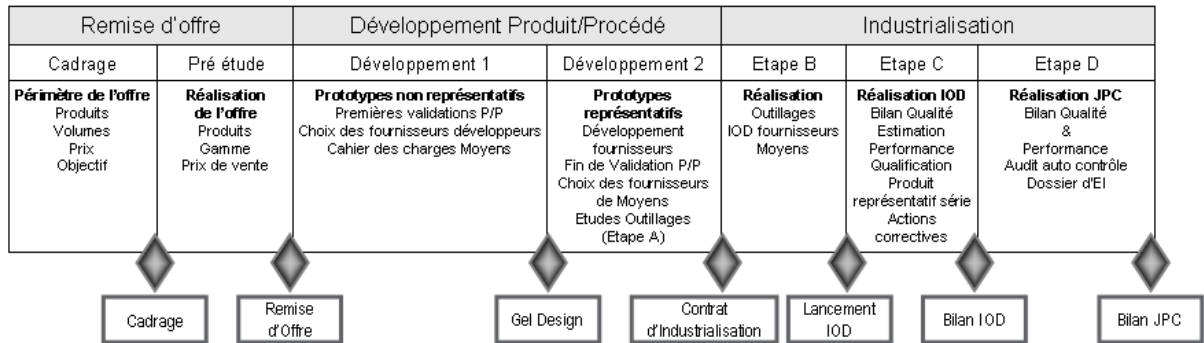 Remise d'offre
Développement Produit/Procédé
Industrialisation
Cadrage
Pré étude
Développement 1
Développement 2
Etape B
Etape C
Etape D
Périmètre de l'offre
Produits
Volumes
Prix
Objectif
Réalisation
de l'offre
Produits
Gamme
Prix de vente
Prototypes non représentatifs
Premières validations P/P
Choix des fournisseurs développeurs
Cahier des charges Moyens
Prototypes
représentatifs
Développement
fournisseurs
Fin de Validation P/P
Choix des fournisseurs
de Moyens
Etudes Outillages
(Etape A)
Réalisation
Outillages
IOD fournisseurs
Moyens
Réalisation IOD
Bilan Qualité
Estimation
Performance
Qualification
Produit
représentatif série
Actions
correctives
Réalisation JPC
Bilan Qualité
&
Performance
Audit auto contrôle
Dossier d'EI
Cadrage
Remise
d'Offre
Gel Design
Contrat
d'Industrialisation
Lancement
IOD
Bilan IOD
Bilan JPC